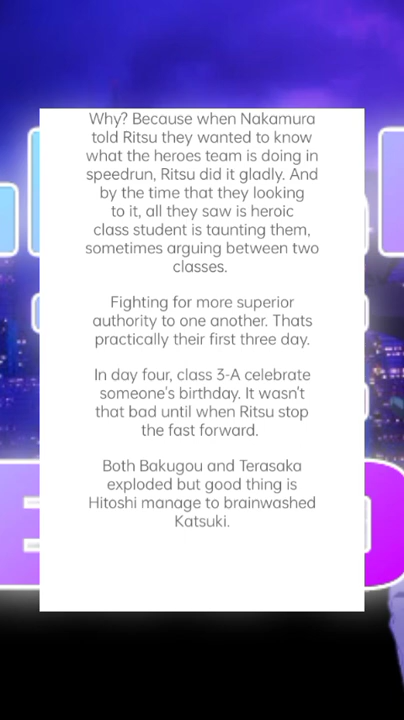 Why? Because when Nakamura
told Ritsu they wanted to know
what the heroes team is doing in
speedrun, Ritsu did it gladly. And
by the time that they looking
to it, all they saw is heroic
class student is taunting them,
sometimes arguing between two
classes.
Fighting for more superior
authority to one another. Thats
practically their first three day.
In day four, class 3-A celebrate
someone's birthday. It wasn't
that bad until when Ritsu stop
the fast forward.
Both Bakugou and Terasaka
exploded but good thing is
Hitoshi manage to brainwashed
Katsuki.